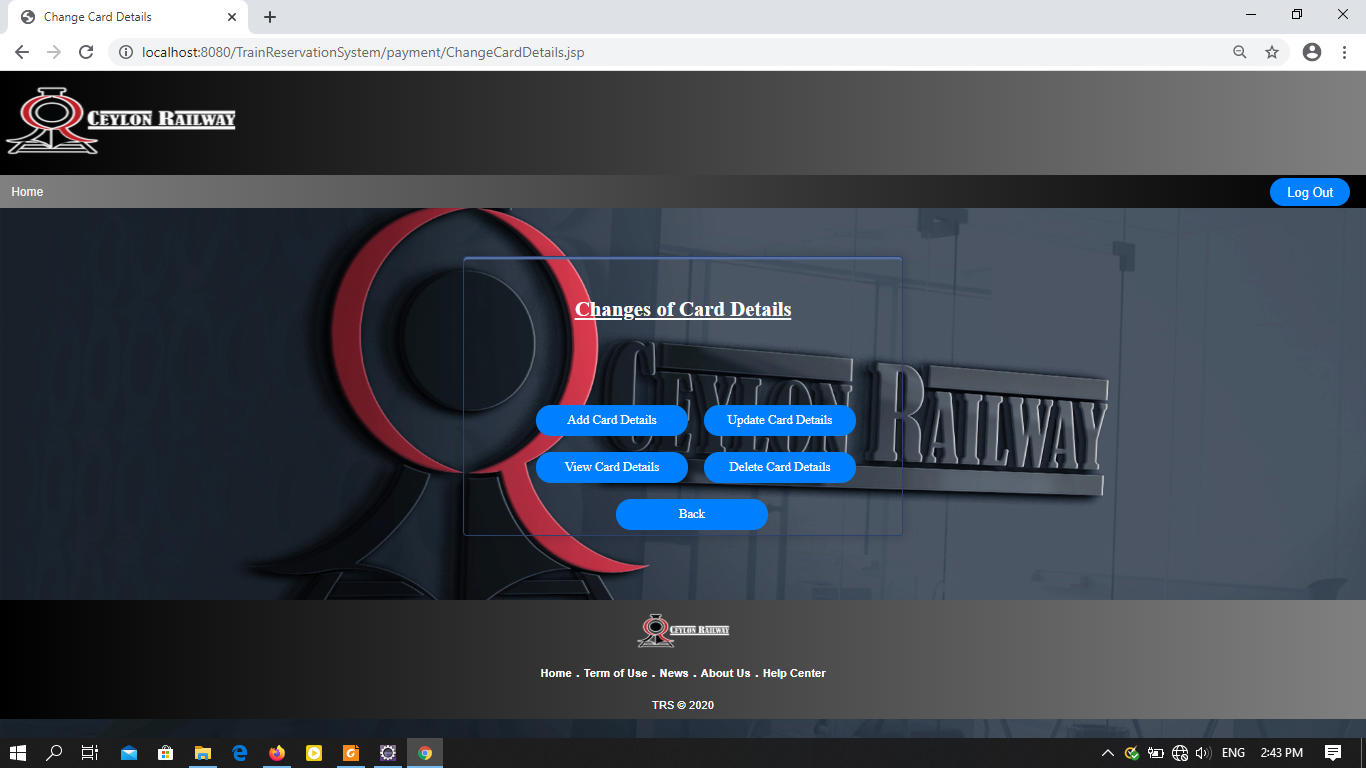 Change Card Details
localhost:8080/TrainReservationSystem/payment/ChangeCardDetails.jsp
CEYLON RAILWAY
Home
Log Out
Changes of Card Details
CEYLON RAILWAY
Add Card Details
Update Card Details
View Card Details
Delete Card Details
Back
CEYLON RAILWAY
Home . Term of Use . News . About Us . Help Center
TRS © 2020
ENG
2:43 PM